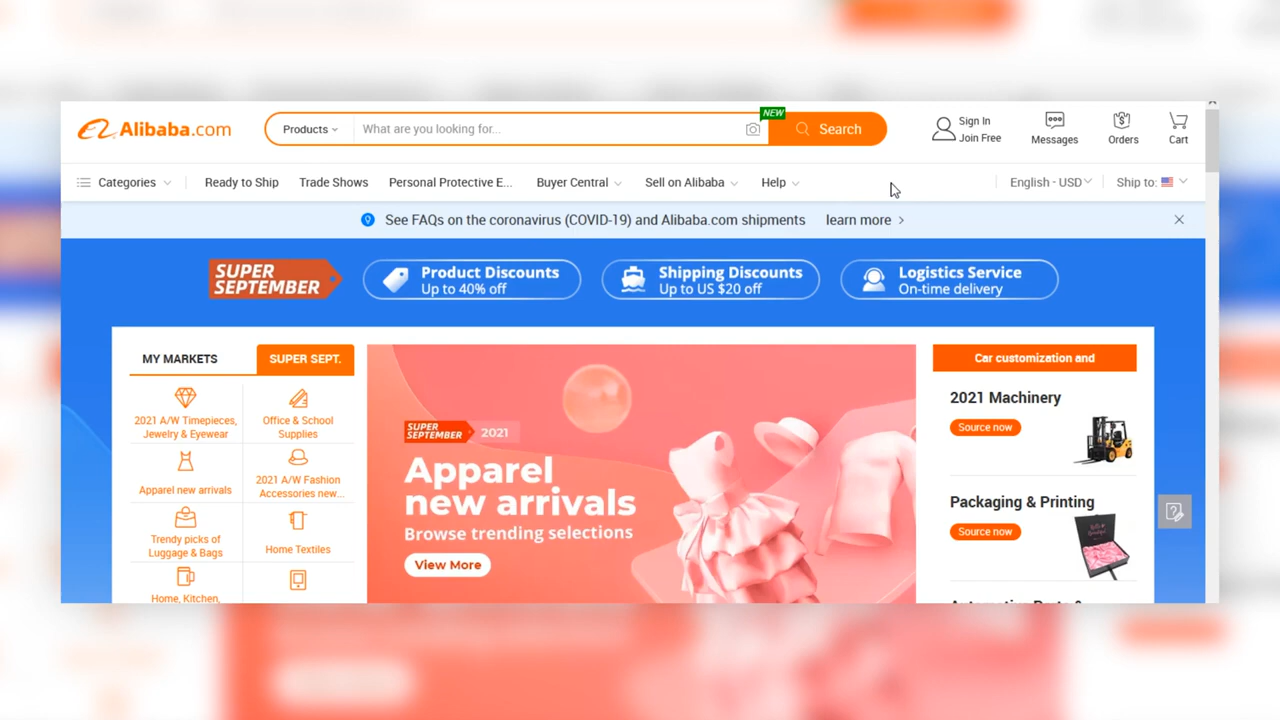 Alibaba.com
Products
What are you looking for...
NEW
Search
Sign In
Join Free
Messages
Orders
Cart
Categories
Ready to Ship
Trade Shows
Personal Protective E...
Buyer Central
Sell on Alibaba
Help
English - USD
Ship to:
See FAQs on the coronavirus (COVID-19) and Alibaba.com shipments learn more
SUPER
SEPTEMBER
Product Discounts
Up to 40% off
Shipping Discounts
Up to US $20 off
Logistics Service
On-time delivery
MY MARKETS
SUPER SEPT.
2021 A/W Timepieces,
Jewelry & Eyewear
Office & School
Supplies
Apparel new arrivals
2021 A/W Fashion
Accessories new...
Trendy picks of
Luggage & Bags
Home Textiles
Home, Kitchen,
SUPER
SEPTEMBER
2021
Apparel
new arrivals
Browse trending selections
View More
Car customization and
2021 Machinery
Source now
Packaging & Printing
Source now